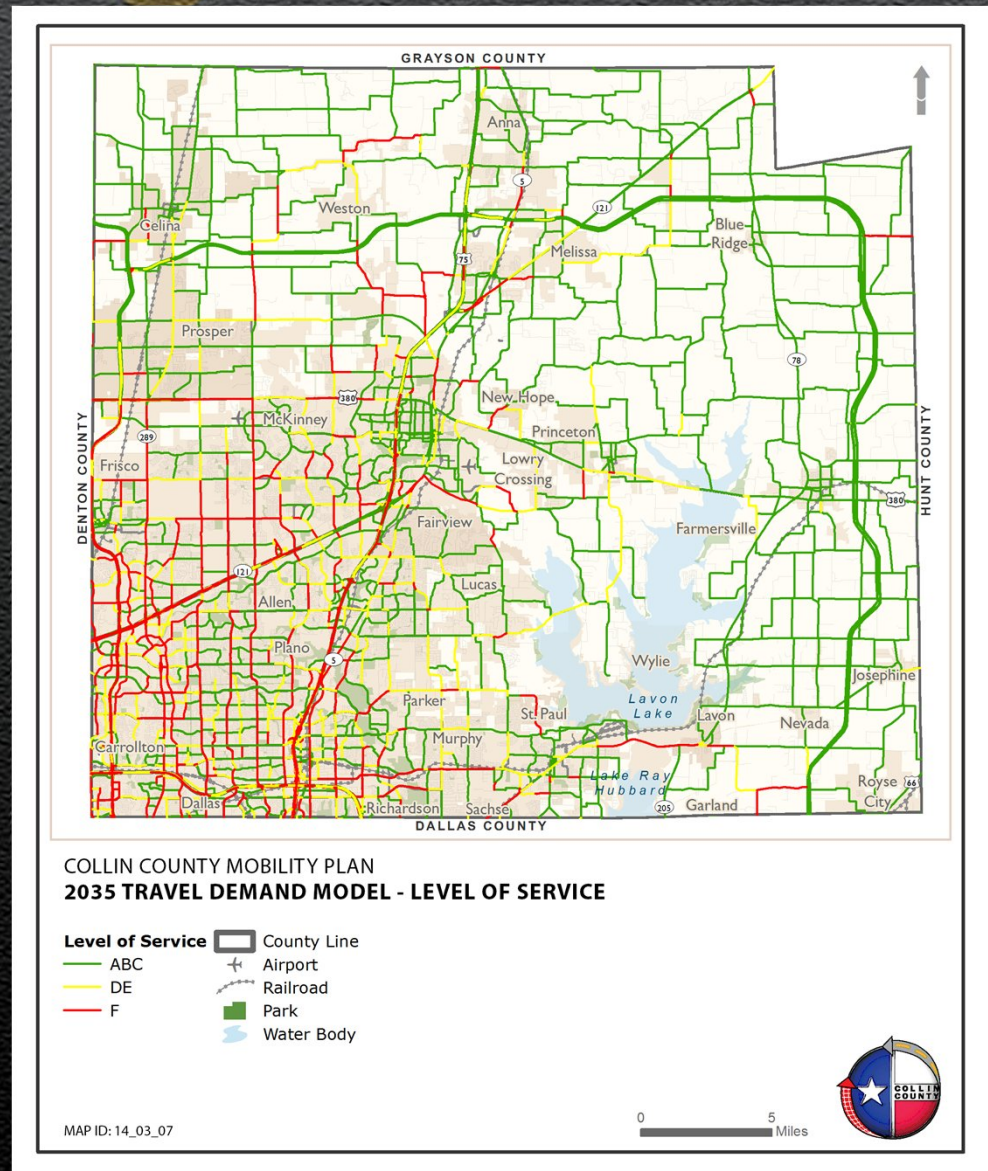 GRAYSON COUNTY
Anna
5
121
Weston
Celina
Blue
Ridge
Melissa
75
Prosper
78
380
New Hope
McKinney
Princeton
289
Lowry
Crossing
Frisco
DENTON COUNTY
HUNT COUNTY
380
Fairview
Farmersville
121
Lucas
Allen
Plano
5
Wylie
Josephine
Parker
Lavon
Lake
St. Paul
Lavon
Nevada
Murphy
Carrollton
Lake Ray
Hubbard
Royse
City
66
Dallas
Richardson
Sachse
205
Garland
DALLAS COUNTY
COLLIN COUNTY MOBILITY PLAN
2035 TRAVEL DEMAND MODEL - LEVEL OF SERVICE
Level of Service
ABC
DE
F
County Line
Airport
Railroad
Park
Water Body
MAP ID: 14_03_07
0 5
Miles
COLLIN
COUNTY